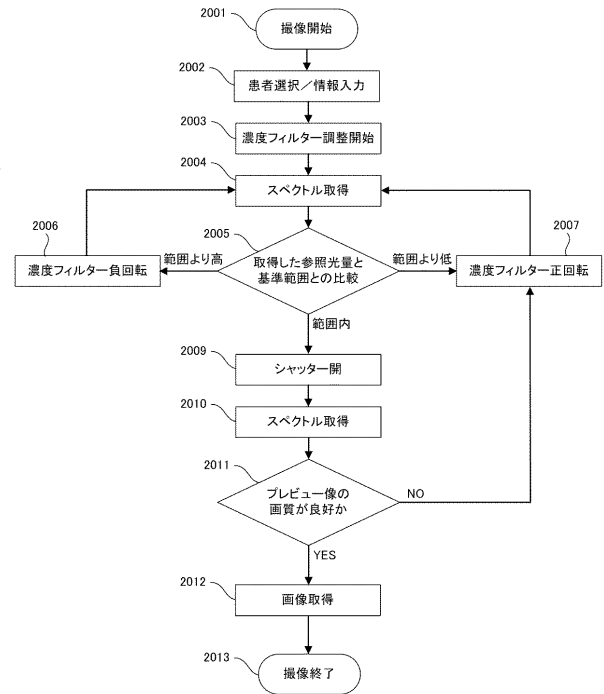 2001
撮像開始
2002
患者選択／情報入力
2003
濃度フィルター調整開始
2004
スペクトル取得
2006
濃度フィルター負回転
範囲より高
2005
取得した参照光量と
基準範囲との比較
範囲より低
2007
濃度フィルター正回転
範囲内
2009
シャッター開
2010
スペクトル取得
2011
プレビュー像の
画質が良好か
NO
YES
2012
画像取得
2013
撮像終了